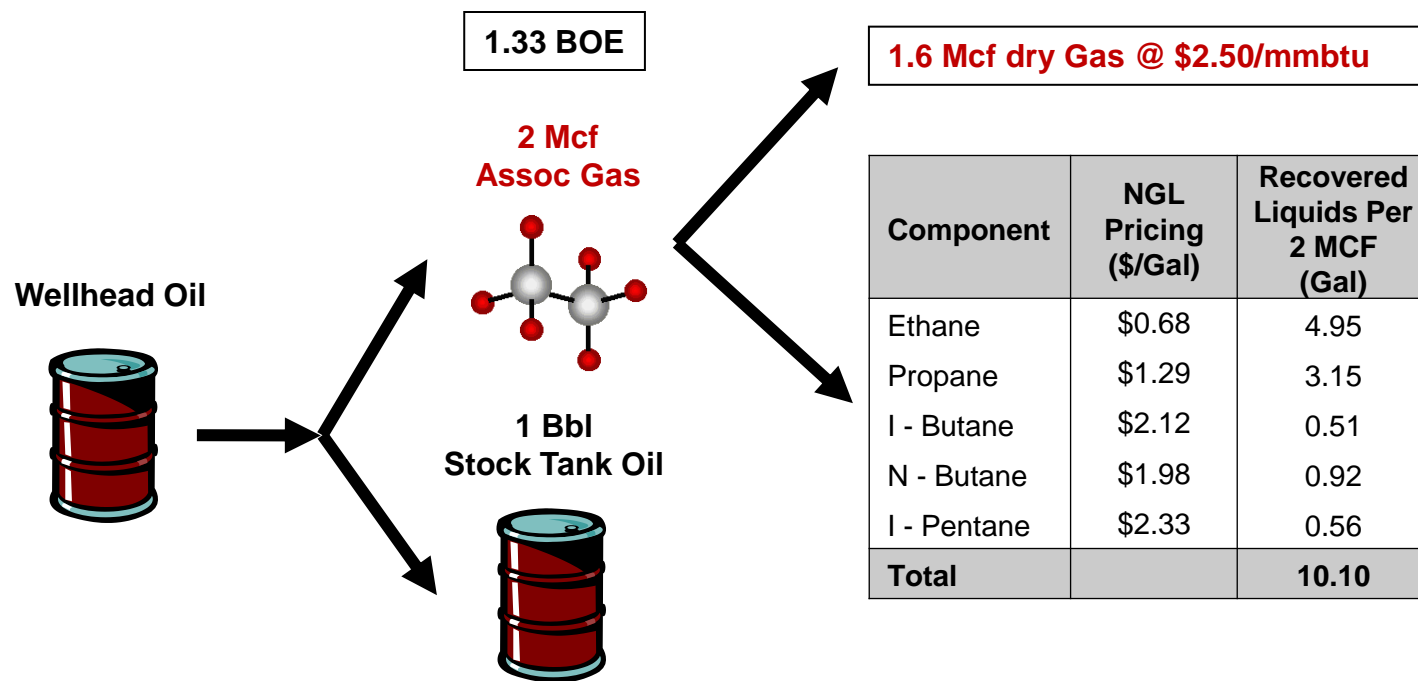 1.33 BOE
1.6 Mcf dry Gas @ $2.50/mmbtu
2 Mcf
Assoc Gas
Wellhead Oil
1 Bbl
Stock Tank Oil
Component
NGL
Pricing
($/Gal)
Recovered
Liquids Per
2 MCF
(Gal)
Ethane $0.68 4.95
Propane $1.29 3.15
I - Butane $2.12 0.51
N - Butane $1.98 0.92
I - Pentane $2.33 0.56
Total 10.10